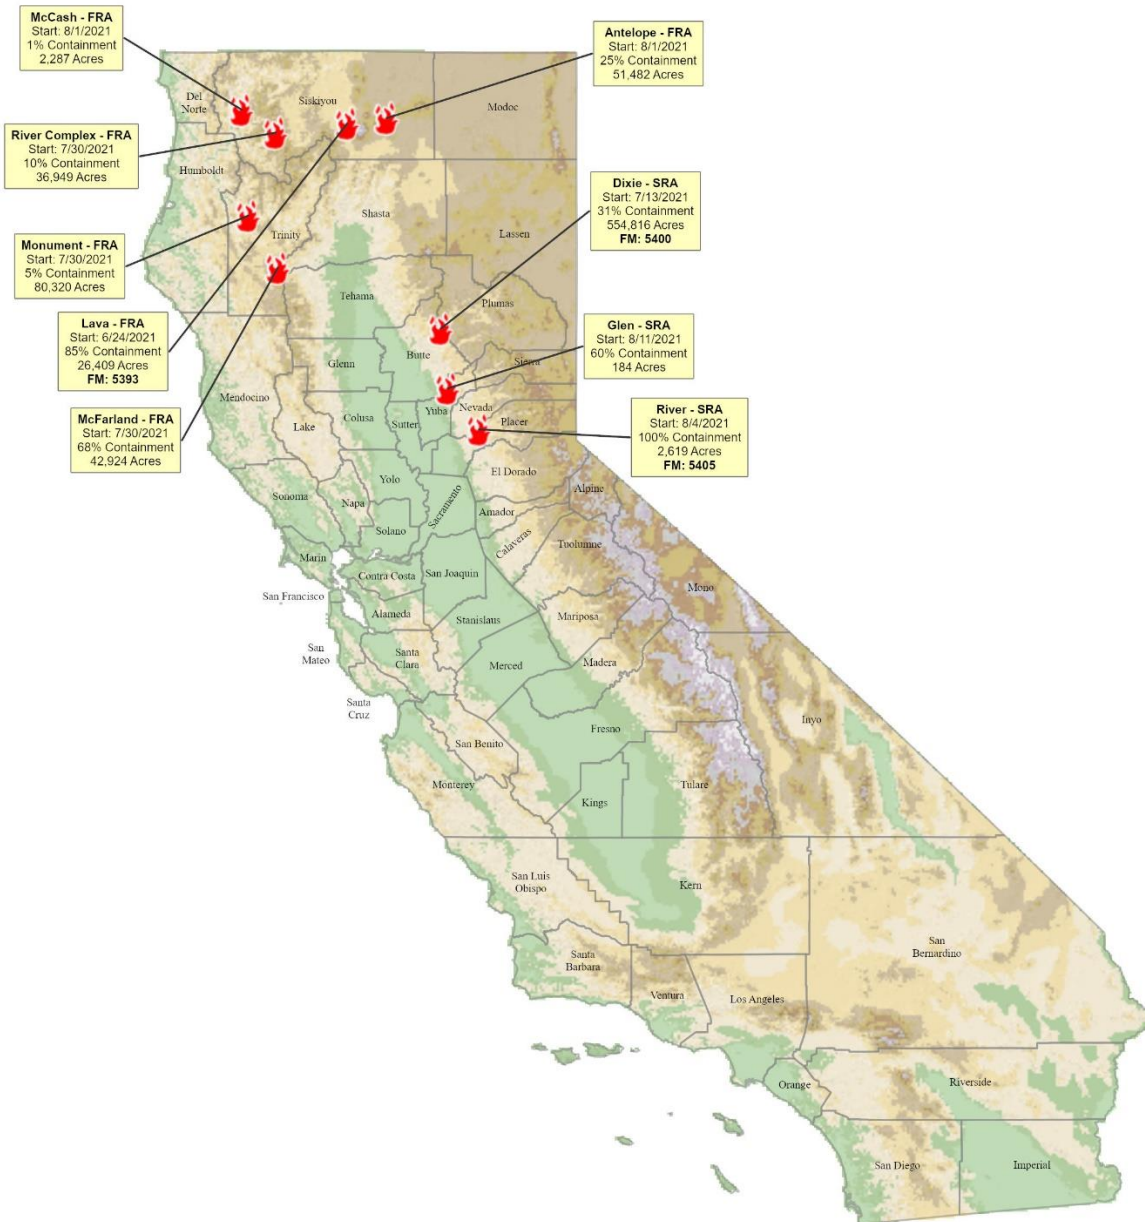 McCash - FRA
Start: 8/1/2021
1% Containment
2,287 Acres
Antelope - FRA
Start: 8/1/2021
25% Containment
51,482 Acres
River Complex - FRA
Start: 7/30/2021
10% Containment
36,949 Acres
Dixie - SRA
Start: 7/13/2021
31% Containment
554,816 Acres
FM: 5400
Monument - FRA
Start: 7/30/2021
5% Containment
80,320 Acres
Lava - FRA
Start: 6/24/2021
85% Containment
26,409 Acres
FM: 5393
Glen - SRA
Start: 8/11/2021
60% Containment
184 Acres
McFarland - FRA
Start: 7/30/2021
68% Containment
42,924 Acres
River - SRA
Start: 8/4/2021
100% Containment
2,619 Acres
FM: 5405
Del
Norte
Siskiyou
Modoc
Humboldt
Shasta
Trinity
Lassen
Tehama
Plumas
Butte
Glenn
Sierra
Mendocino
Colusa
Yuba
Nevada
Sutter
Placer
Lake
El Dorado
Yolo
Sonoma
Napa
Sacramento
Alpine
Amador
Solano
Calaveras
Tuolumne
Marin
Contra Costa
San Joaquin
Mono
San Francisco
Alameda
Stanislaus
Mariposa
San
Mateo
Santa
Clara
Merced
Madera
Santa
Cruz
Inyo
Fresno
San Benito
Monterey
Tulare
Kings
San Luis
Obispo
Kern
San
Bernardino
Santa
Barbara
Ventura
Los Angeles
Orange
Riverside
San Diego
Imperial